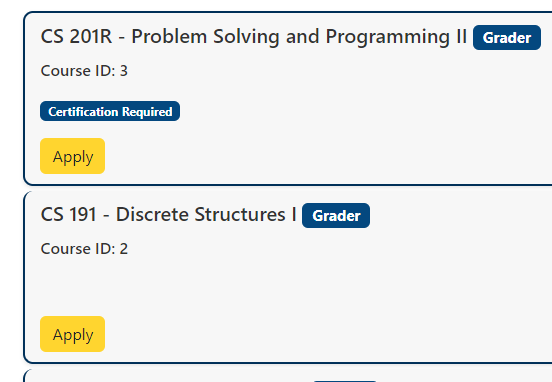 CS 201R - Problem Solving and Programming II Grader
Course ID: 3
Certification Required
Apply
CS 191 - Discrete Structures I Grader
Course ID: 2
Apply